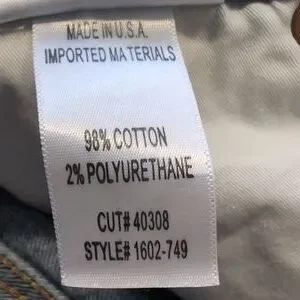 MADE IN U.S.A.
IMPORTED MATERIALS
98% COTTON
2% POLYURETHANE
CUT# 40308
STYLE# 1602-749